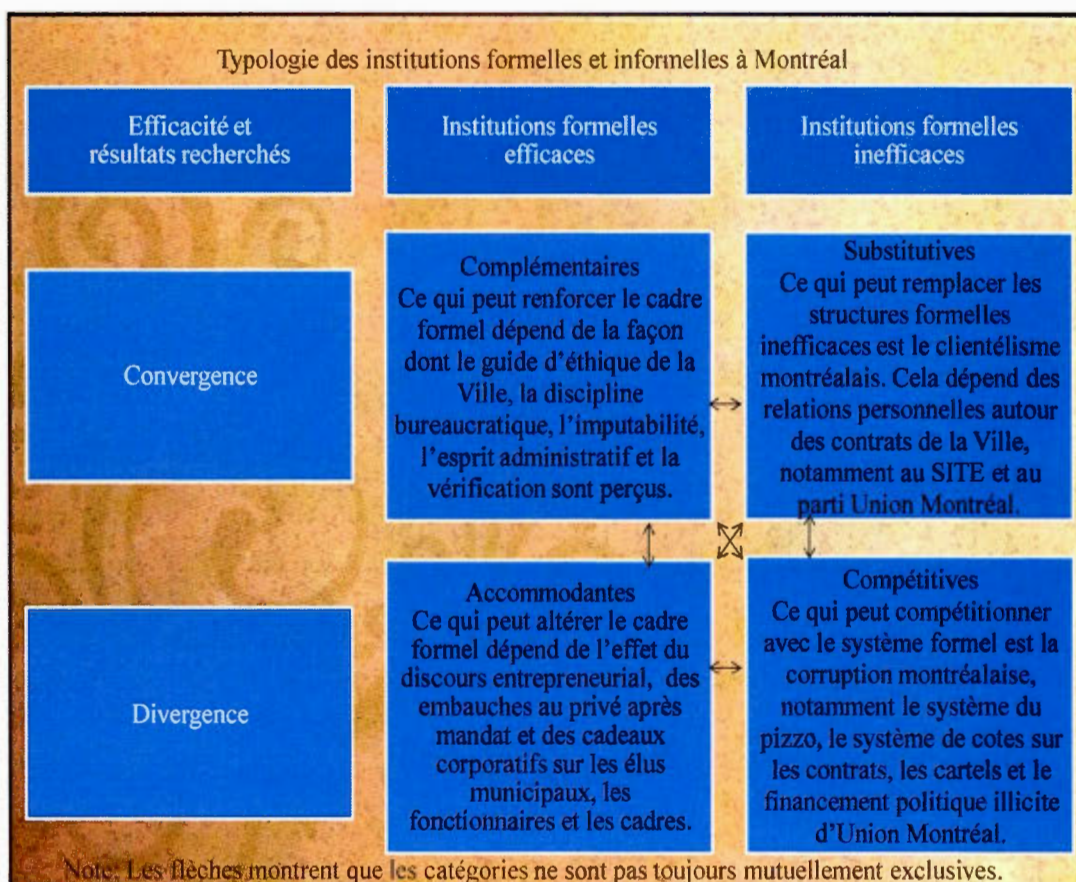 Typologie des institutions formelles et informelles à Montréal
Efficacité et
résultats recherchés
Institutions formelles
efficaces
Institutions formelles
inefficaces
Convergence
Complémentaires
Ce qui peut renforcer le cadre
formel dépend de la façon
dont le guide d'éthique de la
Ville, la discipline
bureaucratique, l'imputabilité,
l'esprit administratif et la
vérification sont perçus.
Substitutives
Ce qui peut remplacer les
structures formelles
inefficaces est le clientélisme
montréalais. Cela dépend des
relations personnelles autour
des contrats de la Ville,
notamment au SITE et au
parti Union Montréal.
Divergence
Accommodantes
Ce qui peut altérer le cadre
formel dépend de l'effet du
discours entrepreneurial, des
embauches au privé après
mandat et des cadeaux
corporatifs sur les élus
municipaux, les
fonctionnaires et les cadres.
Compétitives
Ce qui peut compétitionner
avec le système formel est la
corruption montréalaise,
notamment le système du
pizzo, le système de cotes sur
les contrats, les cartels et le
financement politique illicite
d'Union Montréal.
Note: Les flèches montrent que les catégories ne sont pas toujours mutuellement exclusives.